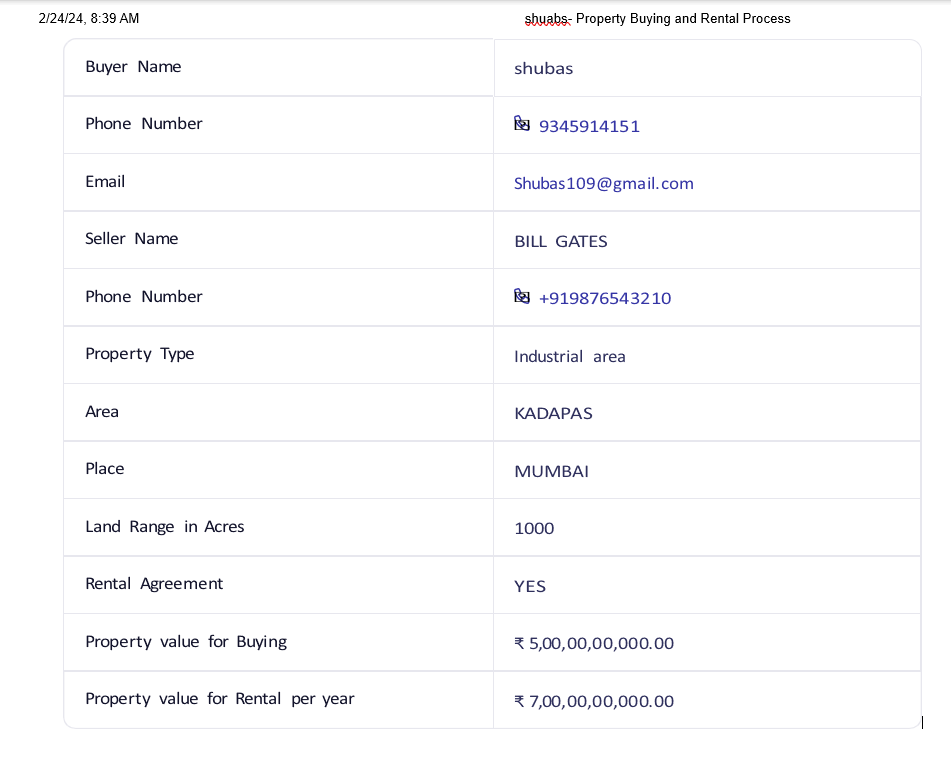 2/24/24, 8:39 AM shuabs- Property Buying and Rental Process
Buyer Name shubas
Phone Number 9345914151
Email Shubas109@gmail.com
Seller Name BILL GATES
Phone Number +919876543210
Property Type Industrial area
Area KADAPAS
Place MUMBAI
Land Range in Acres 1000
Rental Agreement YES
Property value for Buying ₹ 5,00,00,00,000.00
Property value for Rental per year ₹ 7,00,00,00,000.00